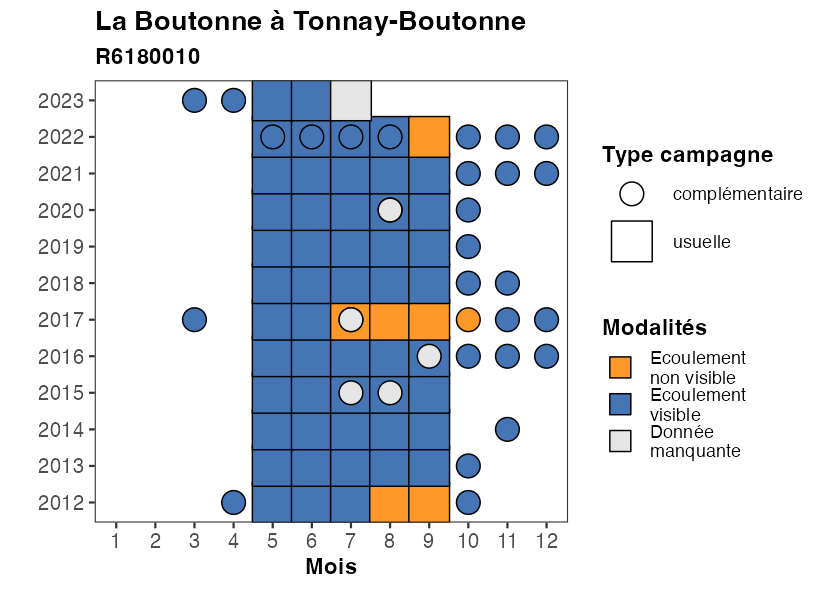 La Boutonne à Tonnay-Boutonne
R6180010
2023
2022
2021
2020
2019
2018
2017
2016
2015
2014
2013
2012
1 2 3 4 5 6 7 8 9 10 11 12
Mois
Type campagne
complémentaire
usuelle
Modalités
Ecoulement
non visible
Ecoulement
visible
Donnée
manquante